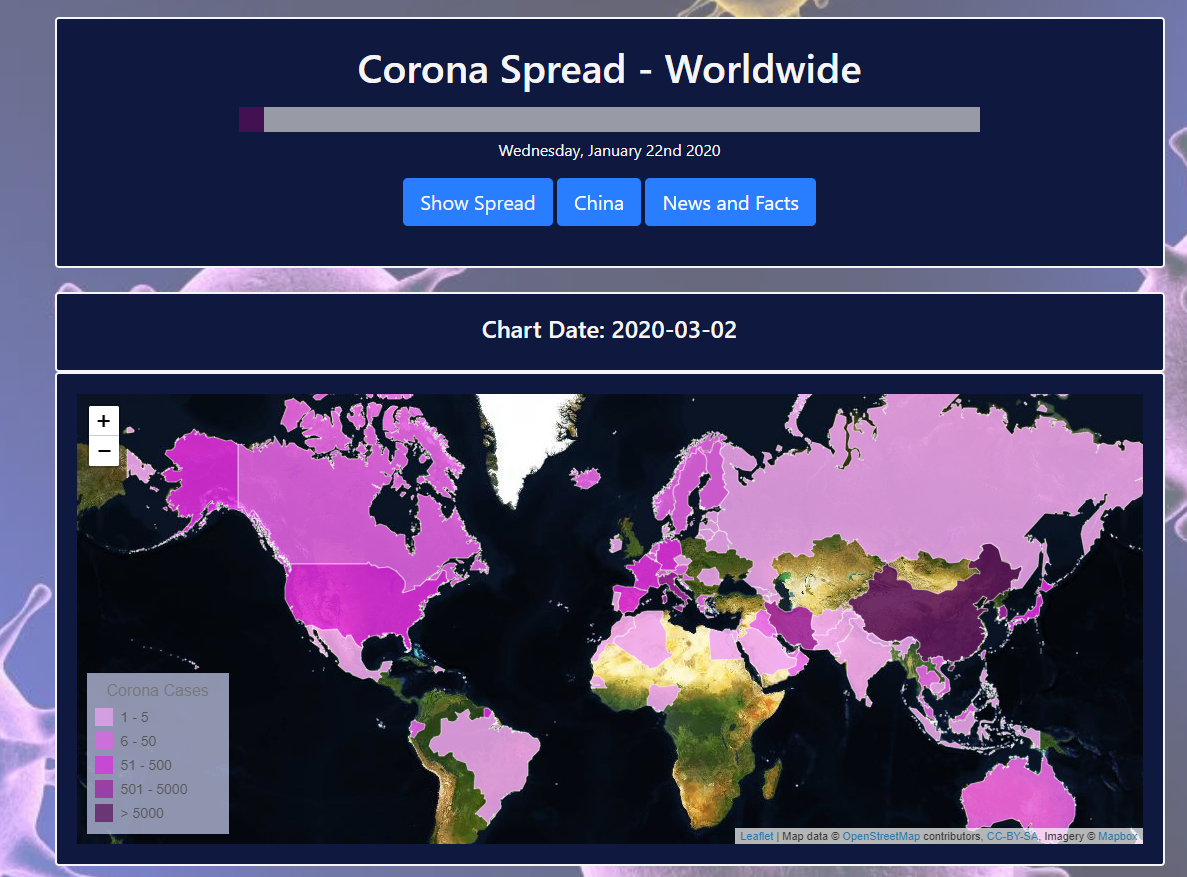 Corona Spread - Worldwide
Wednesday, January 22nd 2020
Show Spread
China
News and Facts
Chart Date: 2020-03-02
+
−
Corona Cases
1 - 5
6 - 50
51 - 500
501 - 5000
> 5000
Leaflet | Map data © OpenStreetMap contributors, CC-BY-SA, Imagery © Mapbox